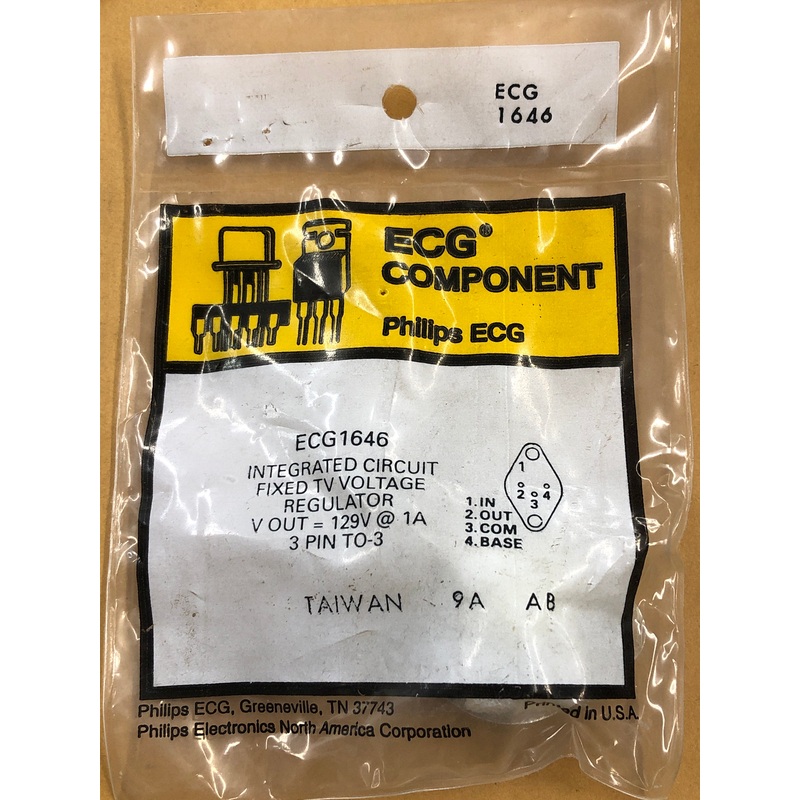 ECG
1646
ECG®
COMPONENT
Philips ECG
ECG1646
INTEGRATED CIRCUIT
FIXED TV VOLTAGE
REGULATOR
V OUT = 129V @ 1A
3 PIN TO-3
1
2 3 4
1. IN
2. OUT
3. COM
4. BASE
TAIWAN 9A AB
Philips ECG, Greeneville, TN 37743
Philips Electronics North America Corporation
Printed in U.S.A.